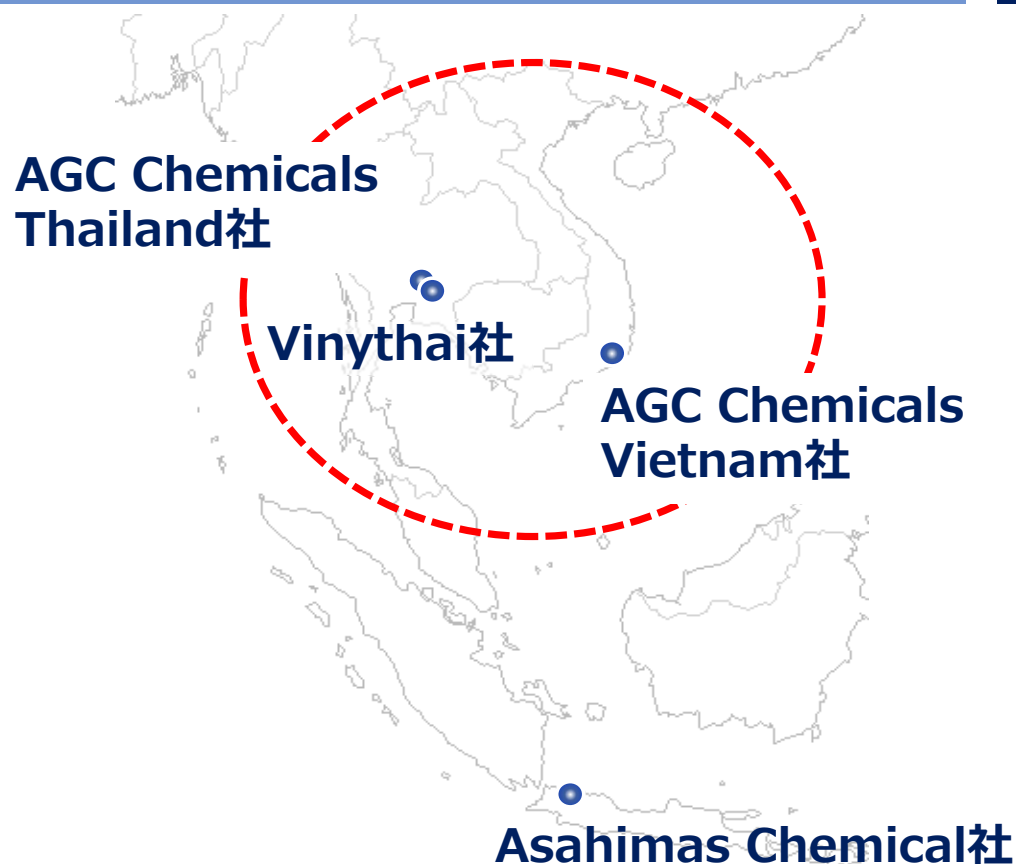 AGC Chemicals
Thailand社
Vinythai社
AGC Chemicals
Vietnam社
Asahimas Chemical社